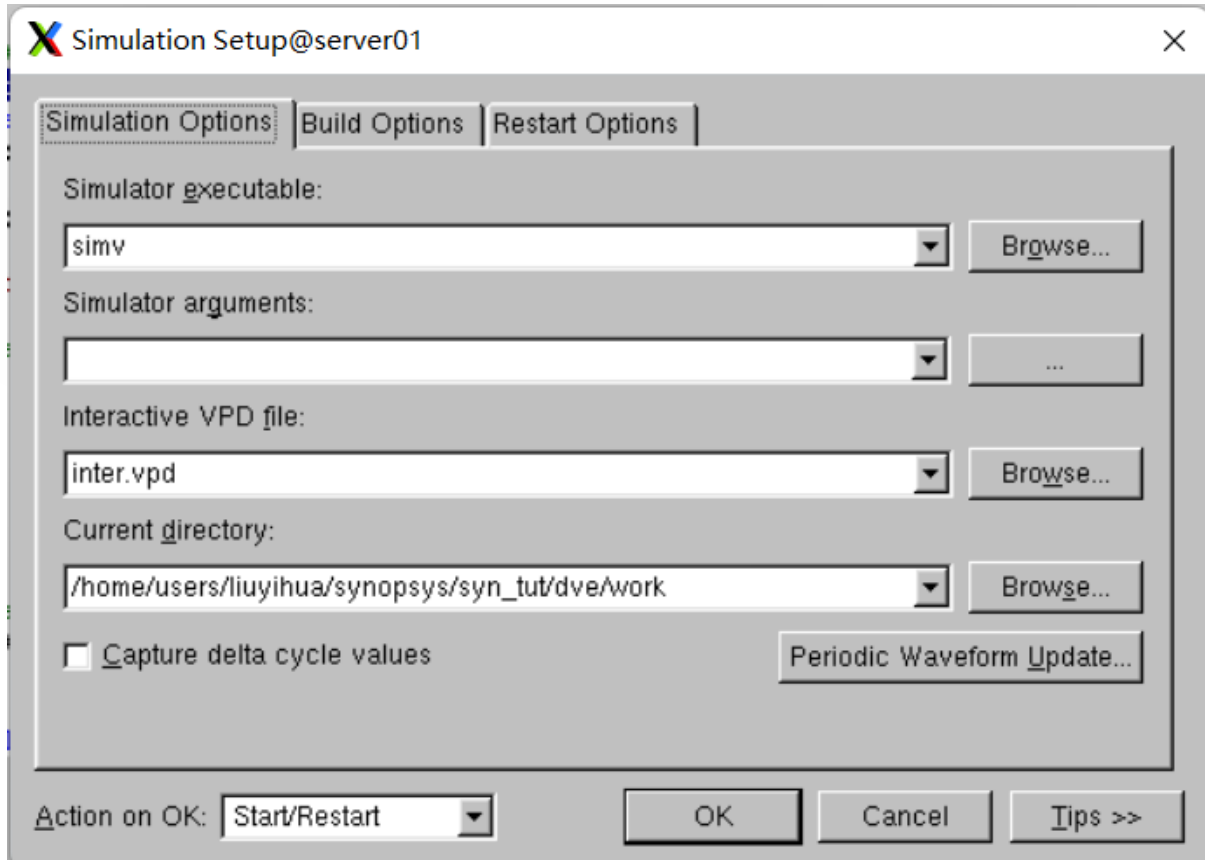 Simulation Setup@server01
Simulation Options Build Options Restart Options
Simulator executable:
simv Browse...
Simulator arguments:
...
Interactive VPD file:
inter.vpd Browse...
Current directory:
/home/users/liuyihua/synopsys/syn_tut/dve/work Browse...
Capture delta cycle values Periodic Waveform Update...
Action on OK: Start/Restart OK Cancel Tips >>